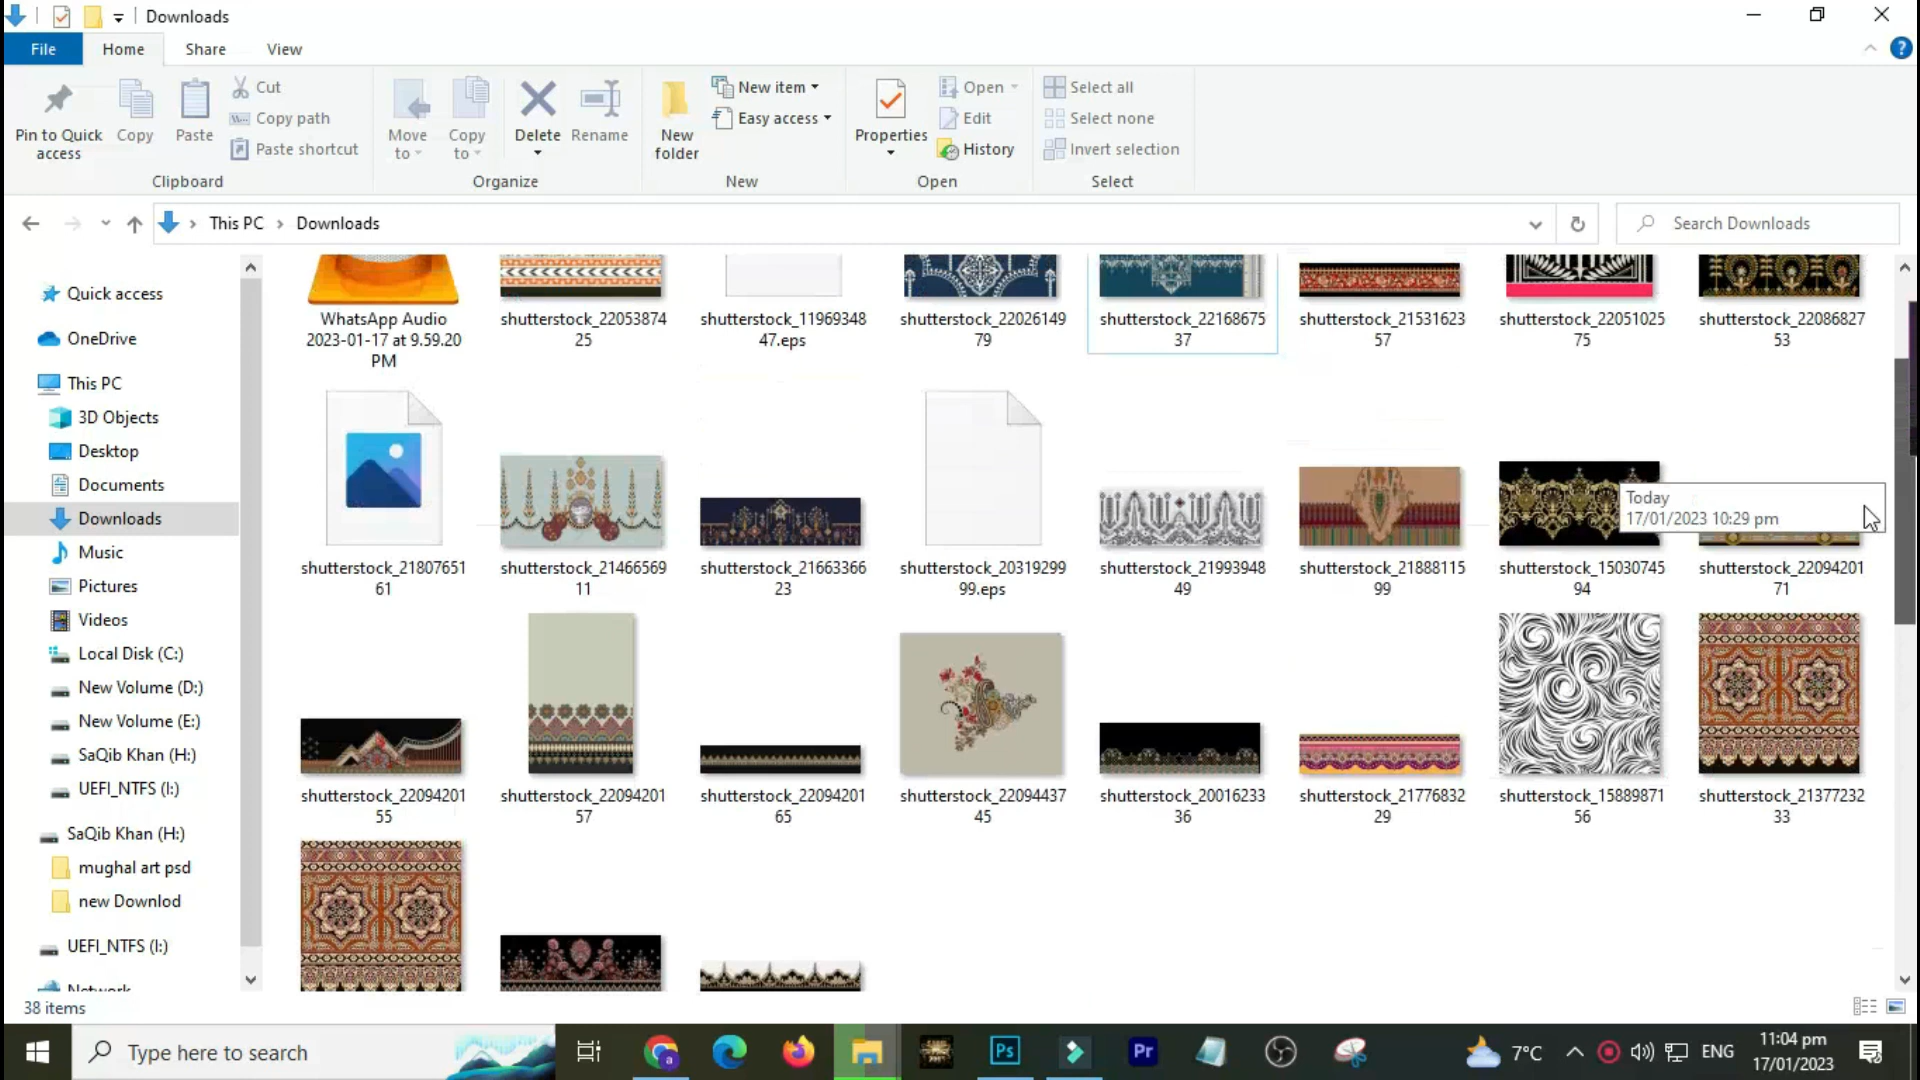 Downloads
File Home Share View
Pin to Quick access
Copy
Paste
Cut
Copy path
Paste shortcut
Clipboard
Move to
Copy to
Delete
Rename
Organize
New folder
New item
Easy access
New
Properties
Open
Edit
History
Open
Select all
Select none
Invert selection
Select
This PC > Downloads
Search Downloads
Quick access
OneDrive
This PC
3D Objects
Desktop
Documents
Downloads
Music
Pictures
Videos
Local Disk (C:)
New Volume (D:)
New Volume (E:)
SaQib Khan (H:)
UEFI_NTFS (I:)
SaQib Khan (H:)
mughal art psd
new Downlod
UEFI_NTFS (I:)
Network
WhatsApp Audio
2023-01-17 at 9.59.20
PM
shutterstock_22053874
25
shutterstock_11969348
47.eps
shutterstock_22026149
79
shutterstock_22168675
37
shutterstock_21531623
57
shutterstock_22051025
75
shutterstock_22086827
53
Today
17/01/2023 10:29 pm
shutterstock_21807651
61
shutterstock_21466569
11
shutterstock_21663366
23
shutterstock_20319299
99.eps
shutterstock_21993948
49
shutterstock_21888115
99
shutterstock_15030745
94
shutterstock_22094201
71
shutterstock_22094201
55
shutterstock_22094201
57
shutterstock_22094201
65
shutterstock_22094437
45
shutterstock_20016233
36
shutterstock_21776832
29
shutterstock_15889871
56
shutterstock_21377232
33
38 items
Type here to search
a
Ps
Pr
7°C
ENG
11:04 pm
17/01/2023